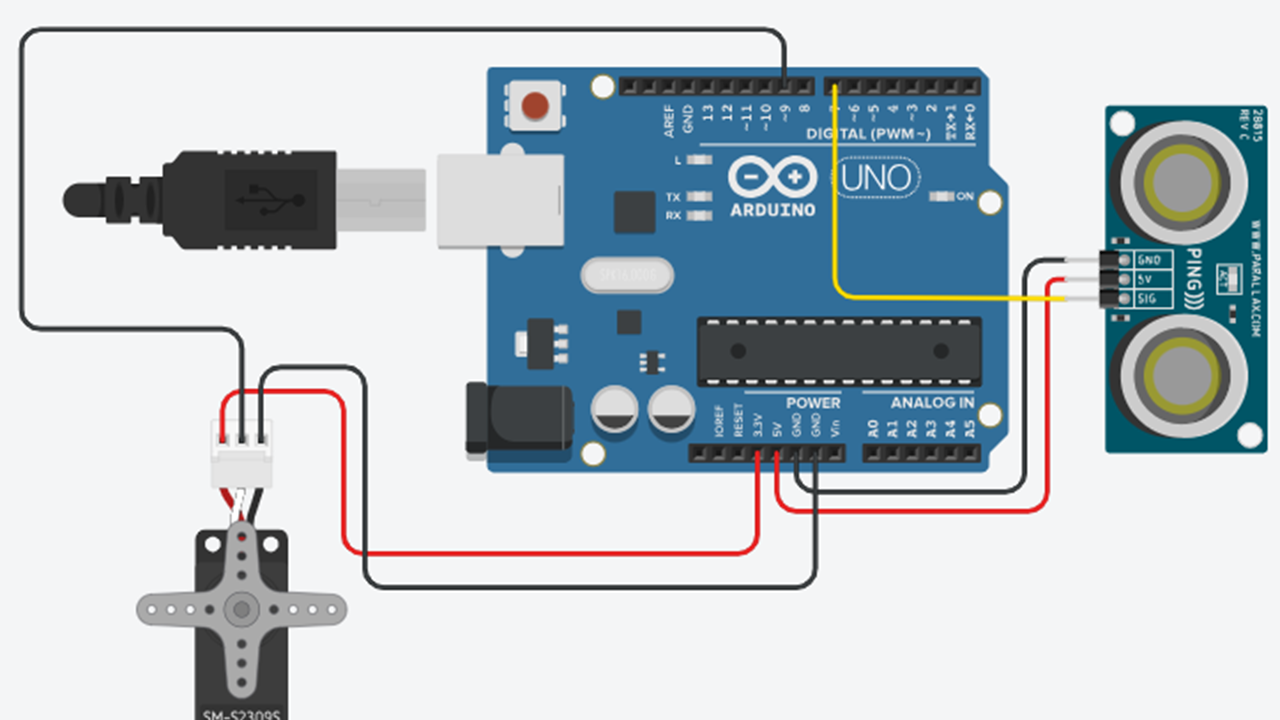 AREF
GND
13
12
~11
~10
~9
8
~6
~5
4
~3
2
TX→1
RX←0
DIGITAL (PWM ~)
L
TX
RX
ARDUINO
UNO
ON
IOREF
RESET
3.3V
5V
GND
GND
Vin
POWER
ANALOG IN
A0
A1
A2
A3
A4
A5
28015
REV C
GND
5V
SIG
PING)))
ACT
WWW.PARALLAX.COM
SM-S2309S